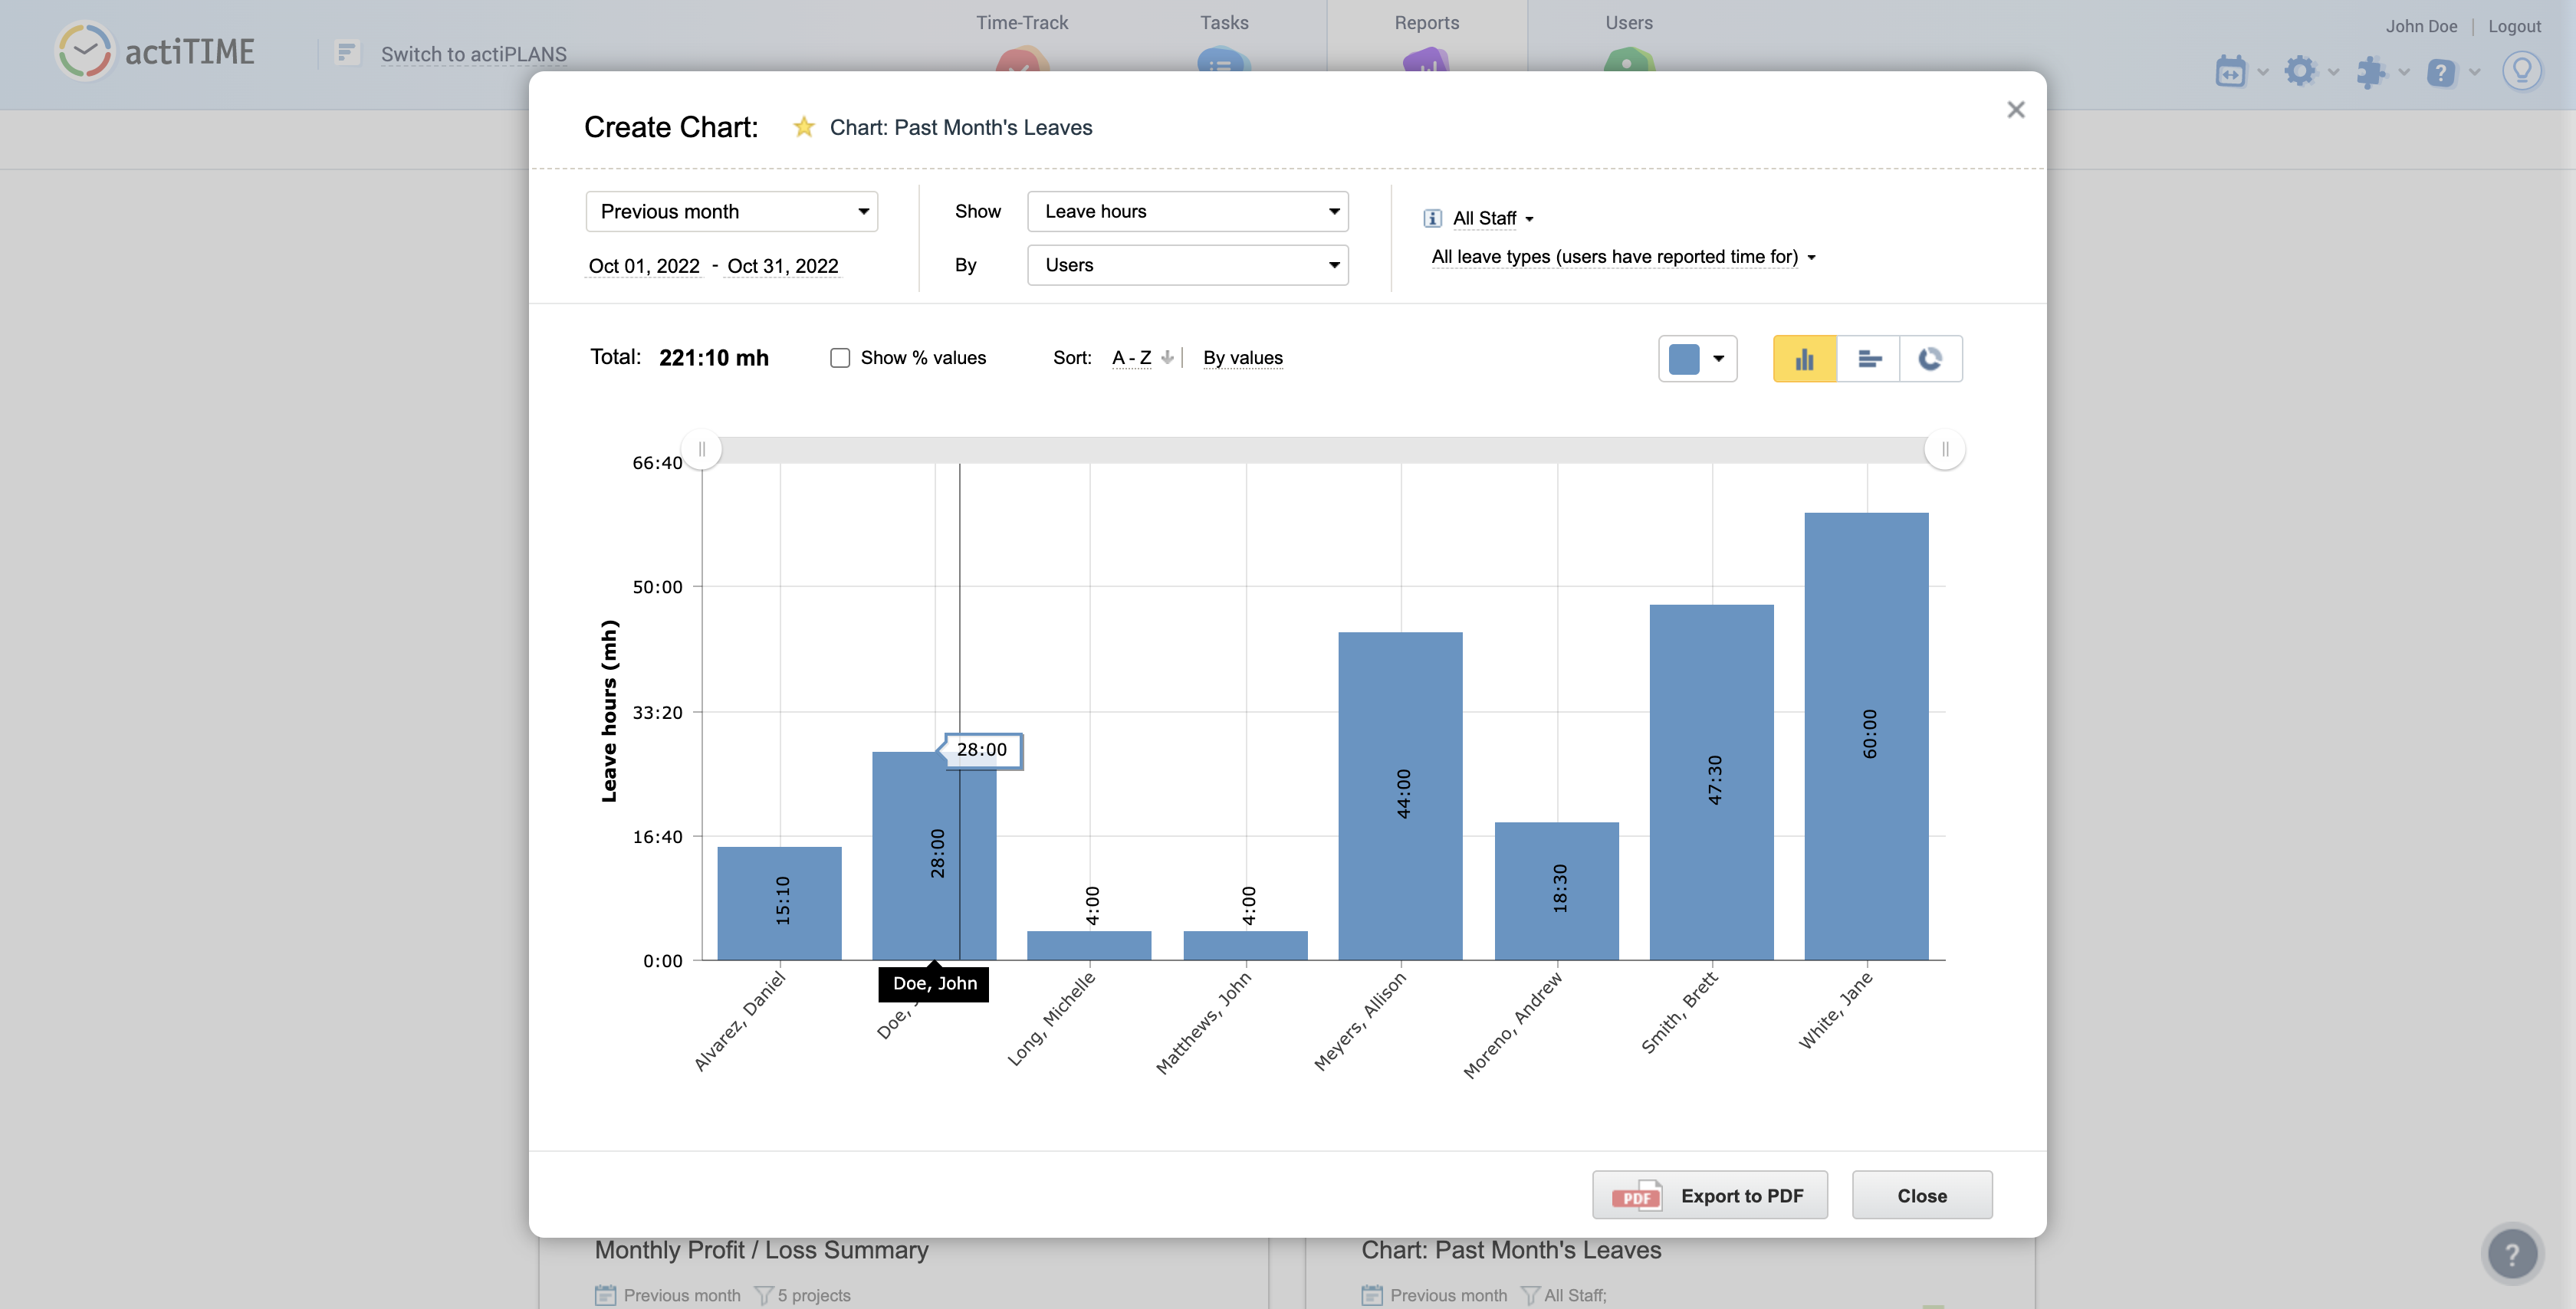 Time-Track
Tasks
Reports
Users
John Doe
Logout
actiTIME
Switch to actiPLANS
Create Chart:
Chart: Past Month's Leaves
Previous month
Oct 01, 2022 - Oct 31, 2022
Show
Leave hours
By
Users
All Staff
All leave types (users have reported time for)
Total: 221:10 mh
Show % values
Sort: A - Z
By values
Leave hours (mh)
66:40
50:00
33:20
16:40
0:00
15:10
28:00
28:00
4:00
4:00
44:00
18:30
47:30
60:00
Alvarez, Daniel
Doe,
Doe, John
Long, Michelle
Matthews, John
Meyers, Allison
Moreno, Andrew
Smith, Brett
White, Jane
PDF
Export to PDF
Close
Monthly Profit / Loss Summary
Previous month
5 projects
Chart: Past Month's Leaves
Previous month
All Staff;
?